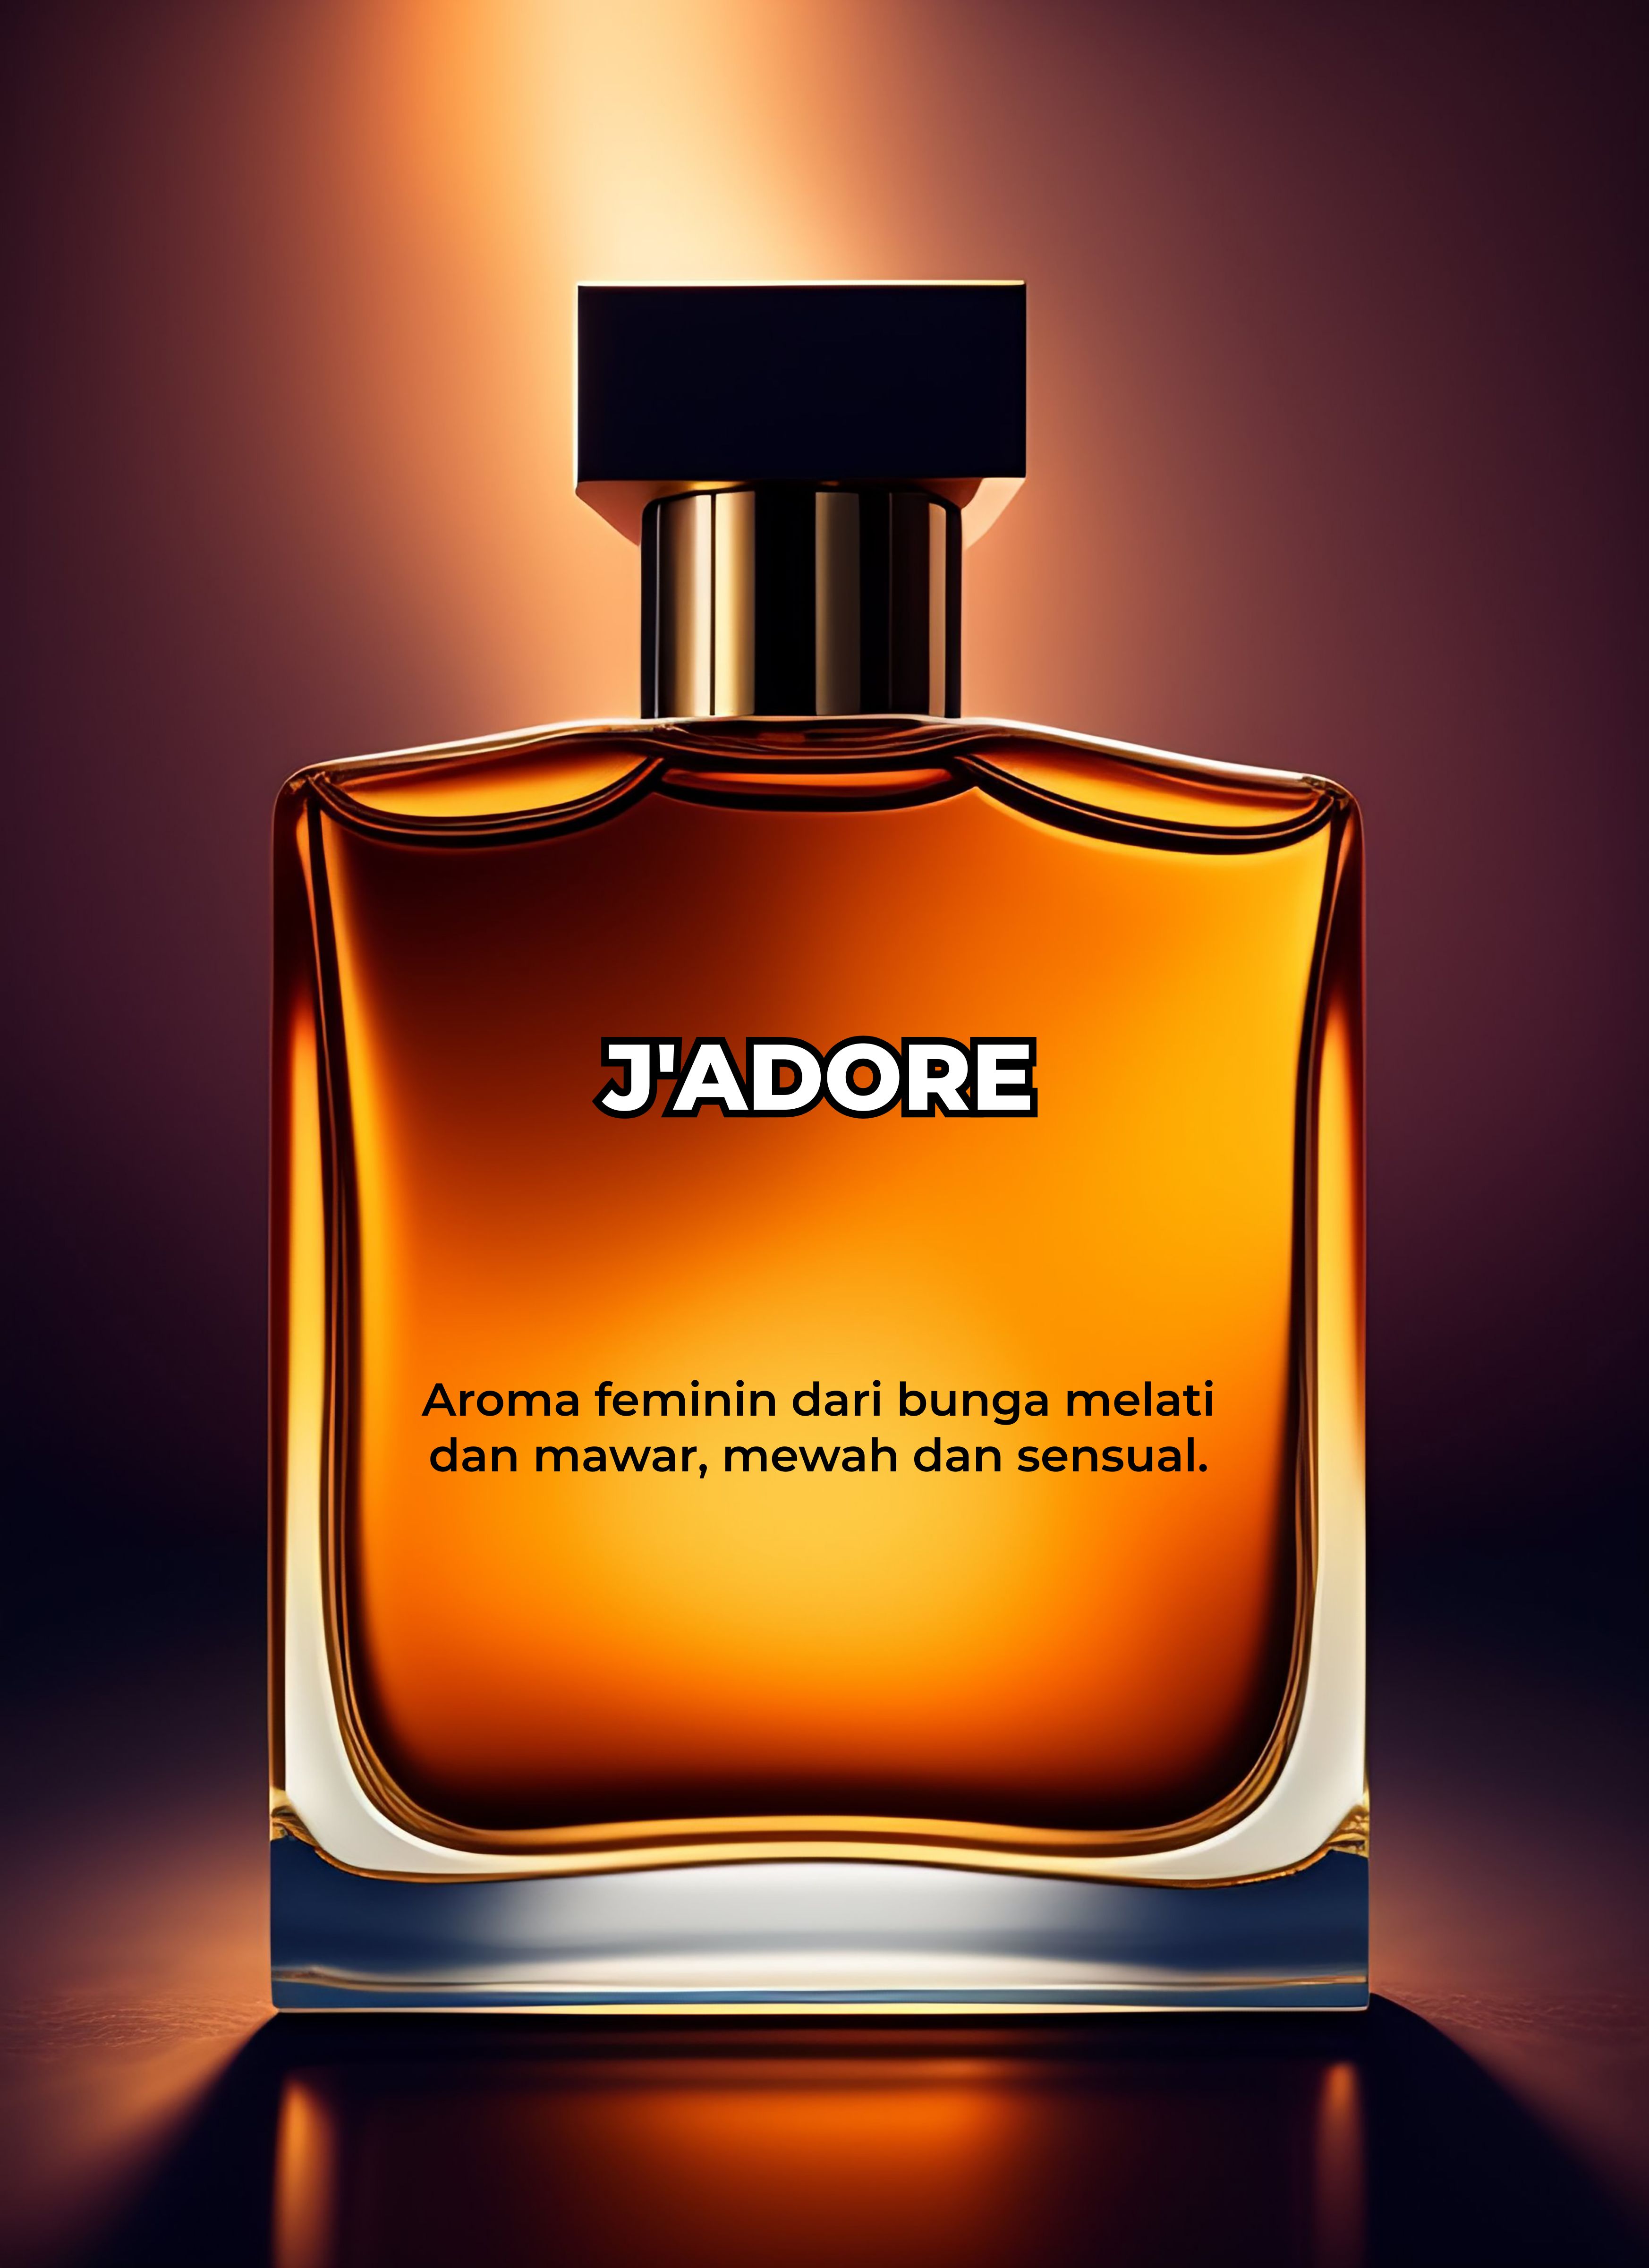 J'ADORE
Aroma feminin dari bunga melati
dan mawar, mewah dan sensual.